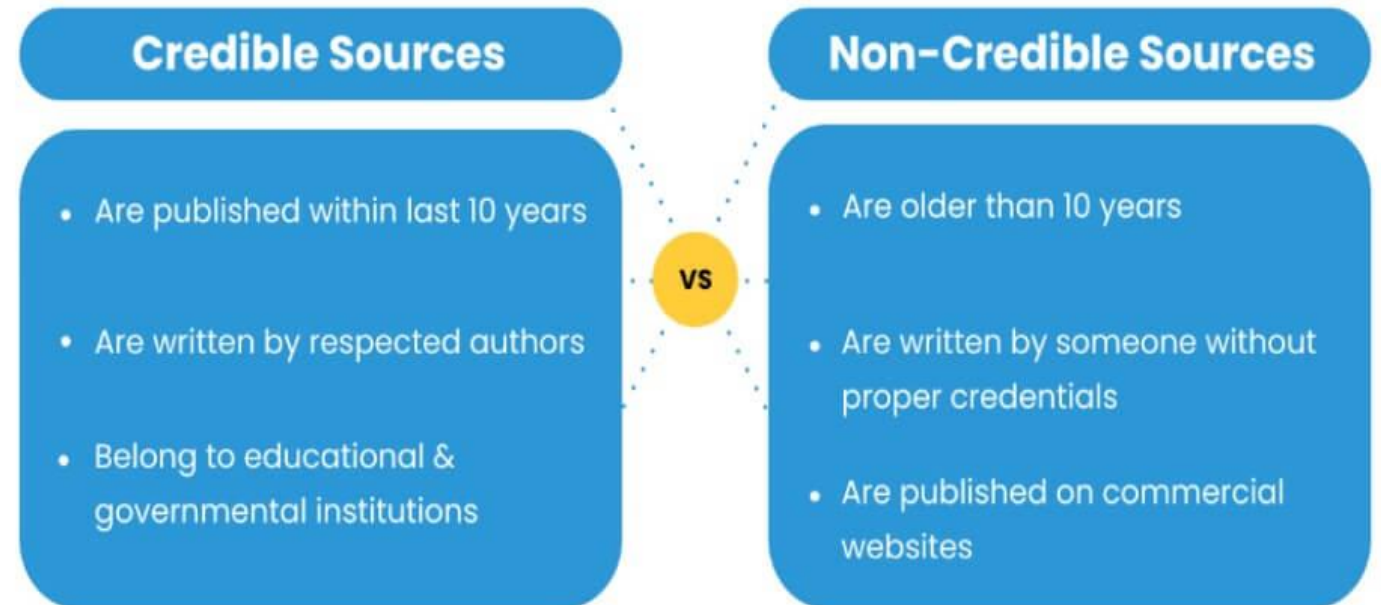 Credible Sources
• Are published within last 10 years
• Are written by respected authors
• Belong to educational &
governmental institutions
vs
Non-Credible Sources
• Are older than 10 years
• Are written by someone without
proper credentials
• Are published on commercial
websites